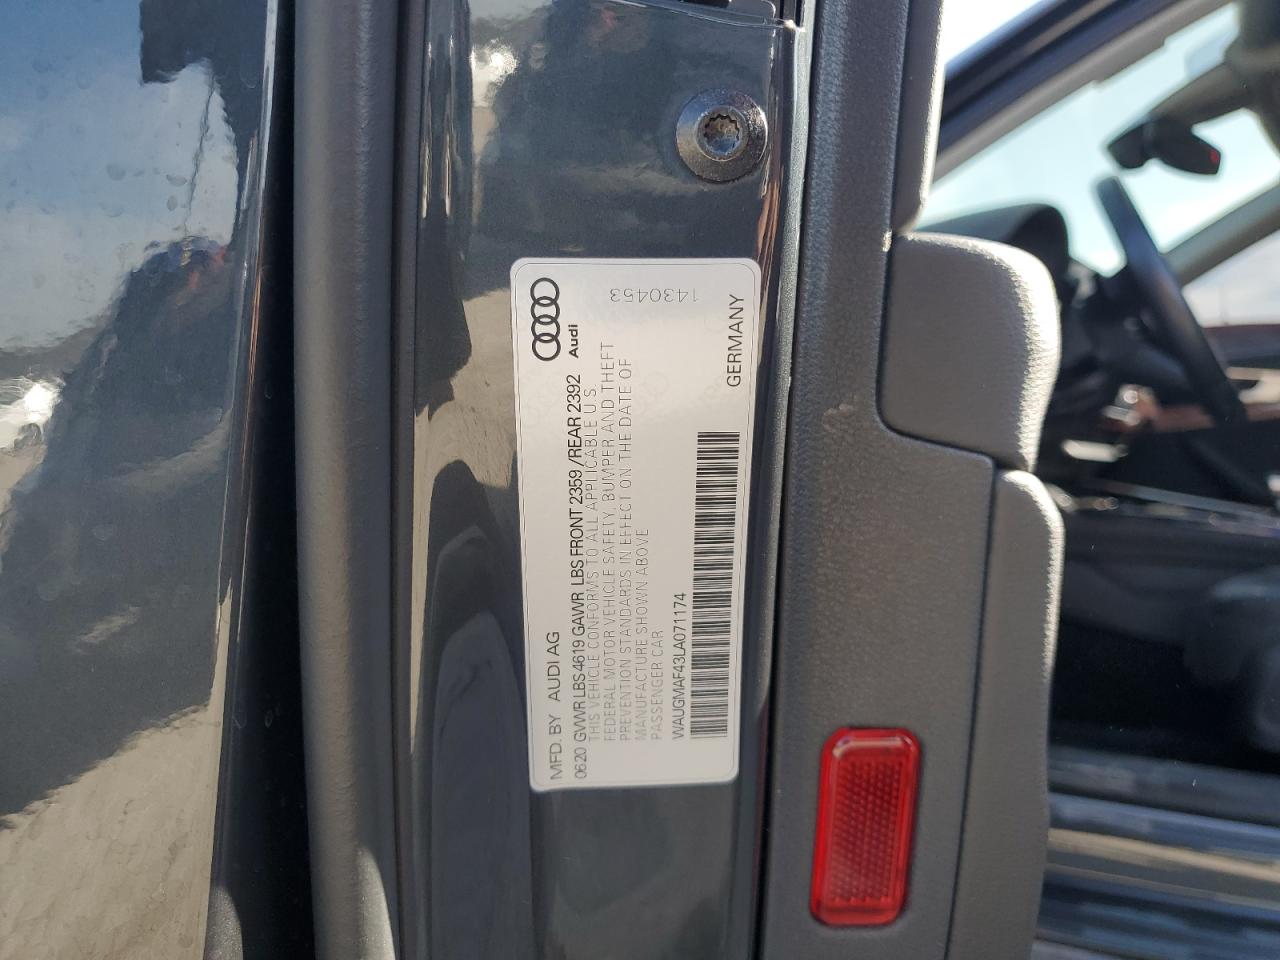 MFD. BY AUDI AG
Audi
0620 GVWR LBS 4619 GAWR LBS FRONT 2359 /REAR 2392
THIS VEHICLE CONFORMS TO ALL APPLICABLE U.S.
FEDERAL MOTOR VEHICLE SAFETY, BUMPER AND THEFT
PREVENTION STANDARDS IN EFFECT ON THE DATE OF
MANUFACTURE SHOWN ABOVE
PASSENGER CAR
1430453
WAUGMAF43LA071174
GERMANY